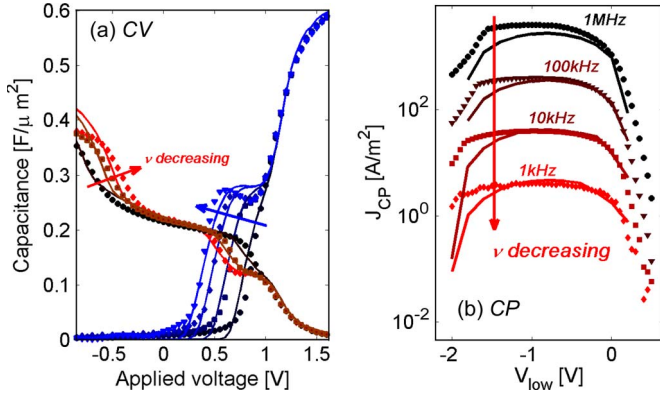 (a) CV
Capacitance [F/μ m²]
0.6
0.5
0.4
0.3
0.2
0.1
0
ν decreasing
-0.5
0
0.5
1.0
1.5
Applied voltage [V]
1MHz
100kHz
10kHz
1kHz
J_CP [A/m²]
10²
10⁰
10⁻²
ν decreasing
(b) CP
-2
-1
0
V_low [V]